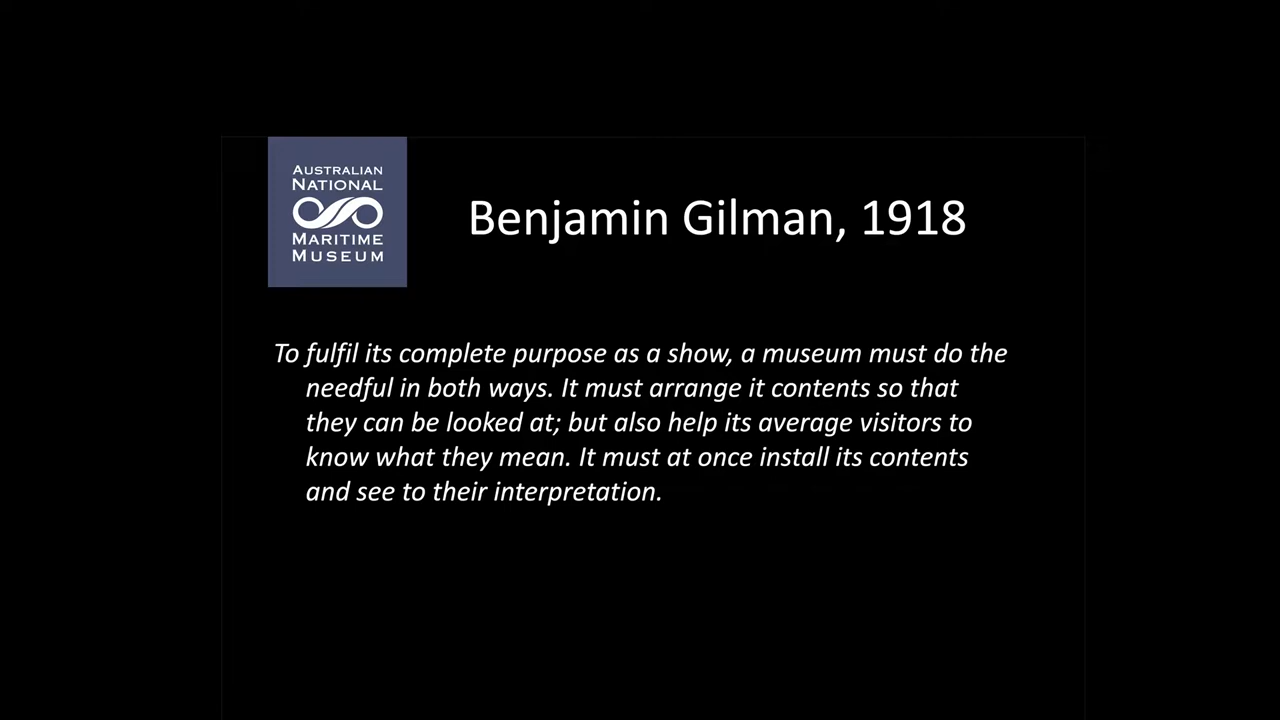 AUSTRALIAN
NATIONAL
MARITIME
MUSEUM
Benjamin Gilman, 1918
To fulfil its complete purpose as a show, a museum must do the
needful in both ways. It must arrange it contents so that
they can be looked at; but also help its average visitors to
know what they mean. It must at once install its contents
and see to their interpretation.